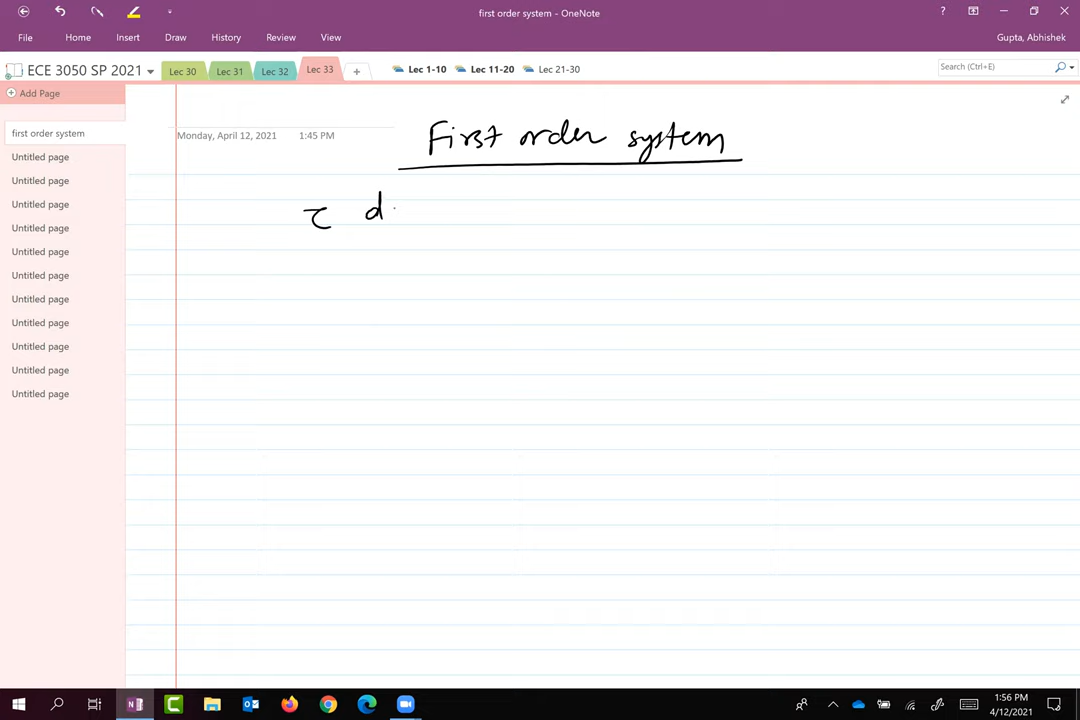 first order system - OneNote
?
File Home Insert Draw History Review View
Gupta, Abhishek
ECE 3050 SP 2021
Lec 30 Lec 31 Lec 32 Lec 33 + Lec 1-10 Lec 11-20 Lec 21-30
Search (Ctrl+E)
Add Page
first order system
Untitled page
Untitled page
Untitled page
Untitled page
Untitled page
Untitled page
Untitled page
Untitled page
Untitled page
Untitled page
Untitled page
Monday, April 12, 2021 1:45 PM
First order system
τ d
1:56 PM
4/12/2021